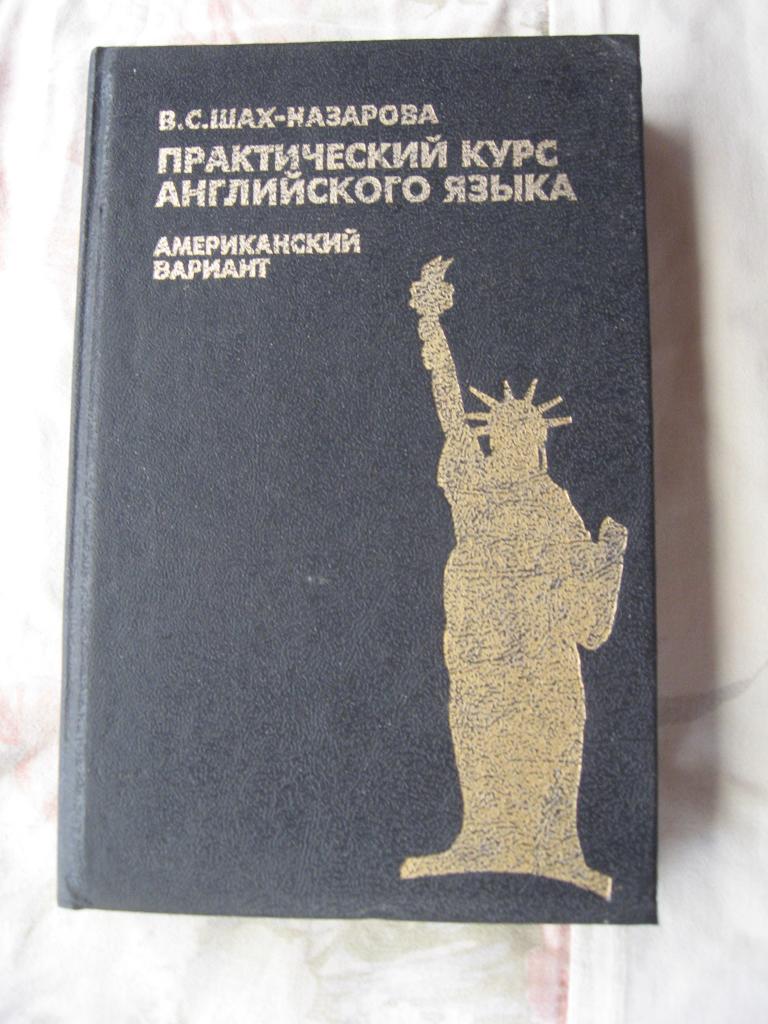 В.С.ШАХ-НАЗАРОВА
ПРАКТИЧЕСКИЙ КУРС
АНГЛИЙСКОГО ЯЗЫКА
АМЕРИКАНСКИЙ
ВАРИАНТ